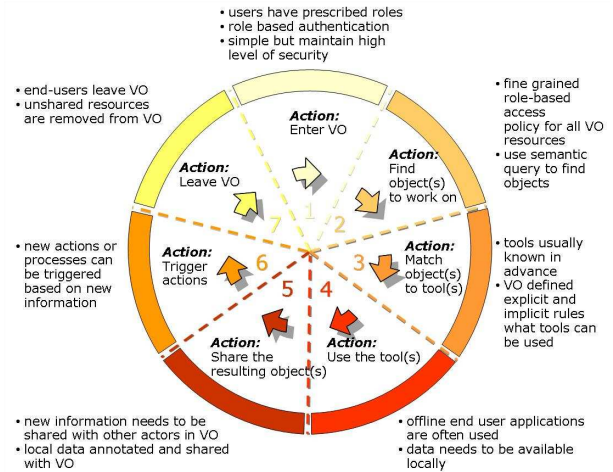 • users have prescribed roles
• role based authentication
• simple but maintain high
level of security
Action:
Enter VO
1
• fine grained
role-based
access
policy for all VO
resources
• use semantic
query to find
objects
Action:
Find
object(s)
to work on
2
• tools usually
known in
advance
• VO defined
explicit and
implicit rules
what tools can
be used
Action:
Match
object(s)
to tool(s)
3
Action:
Use the tool(s)
4
• offline end user applications
are often used
• data needs to be available
locally
Action:
Share the
resulting object(s)
5
• new information needs to be
shared with other actors in VO
• local data annotated and shared
with VO
Action:
Trigger
actions
6
• new actions or
processes can
be triggered
based on new
information
Action:
Leave VO
7
• end-users leave VO
• unshared resources
are removed from VO